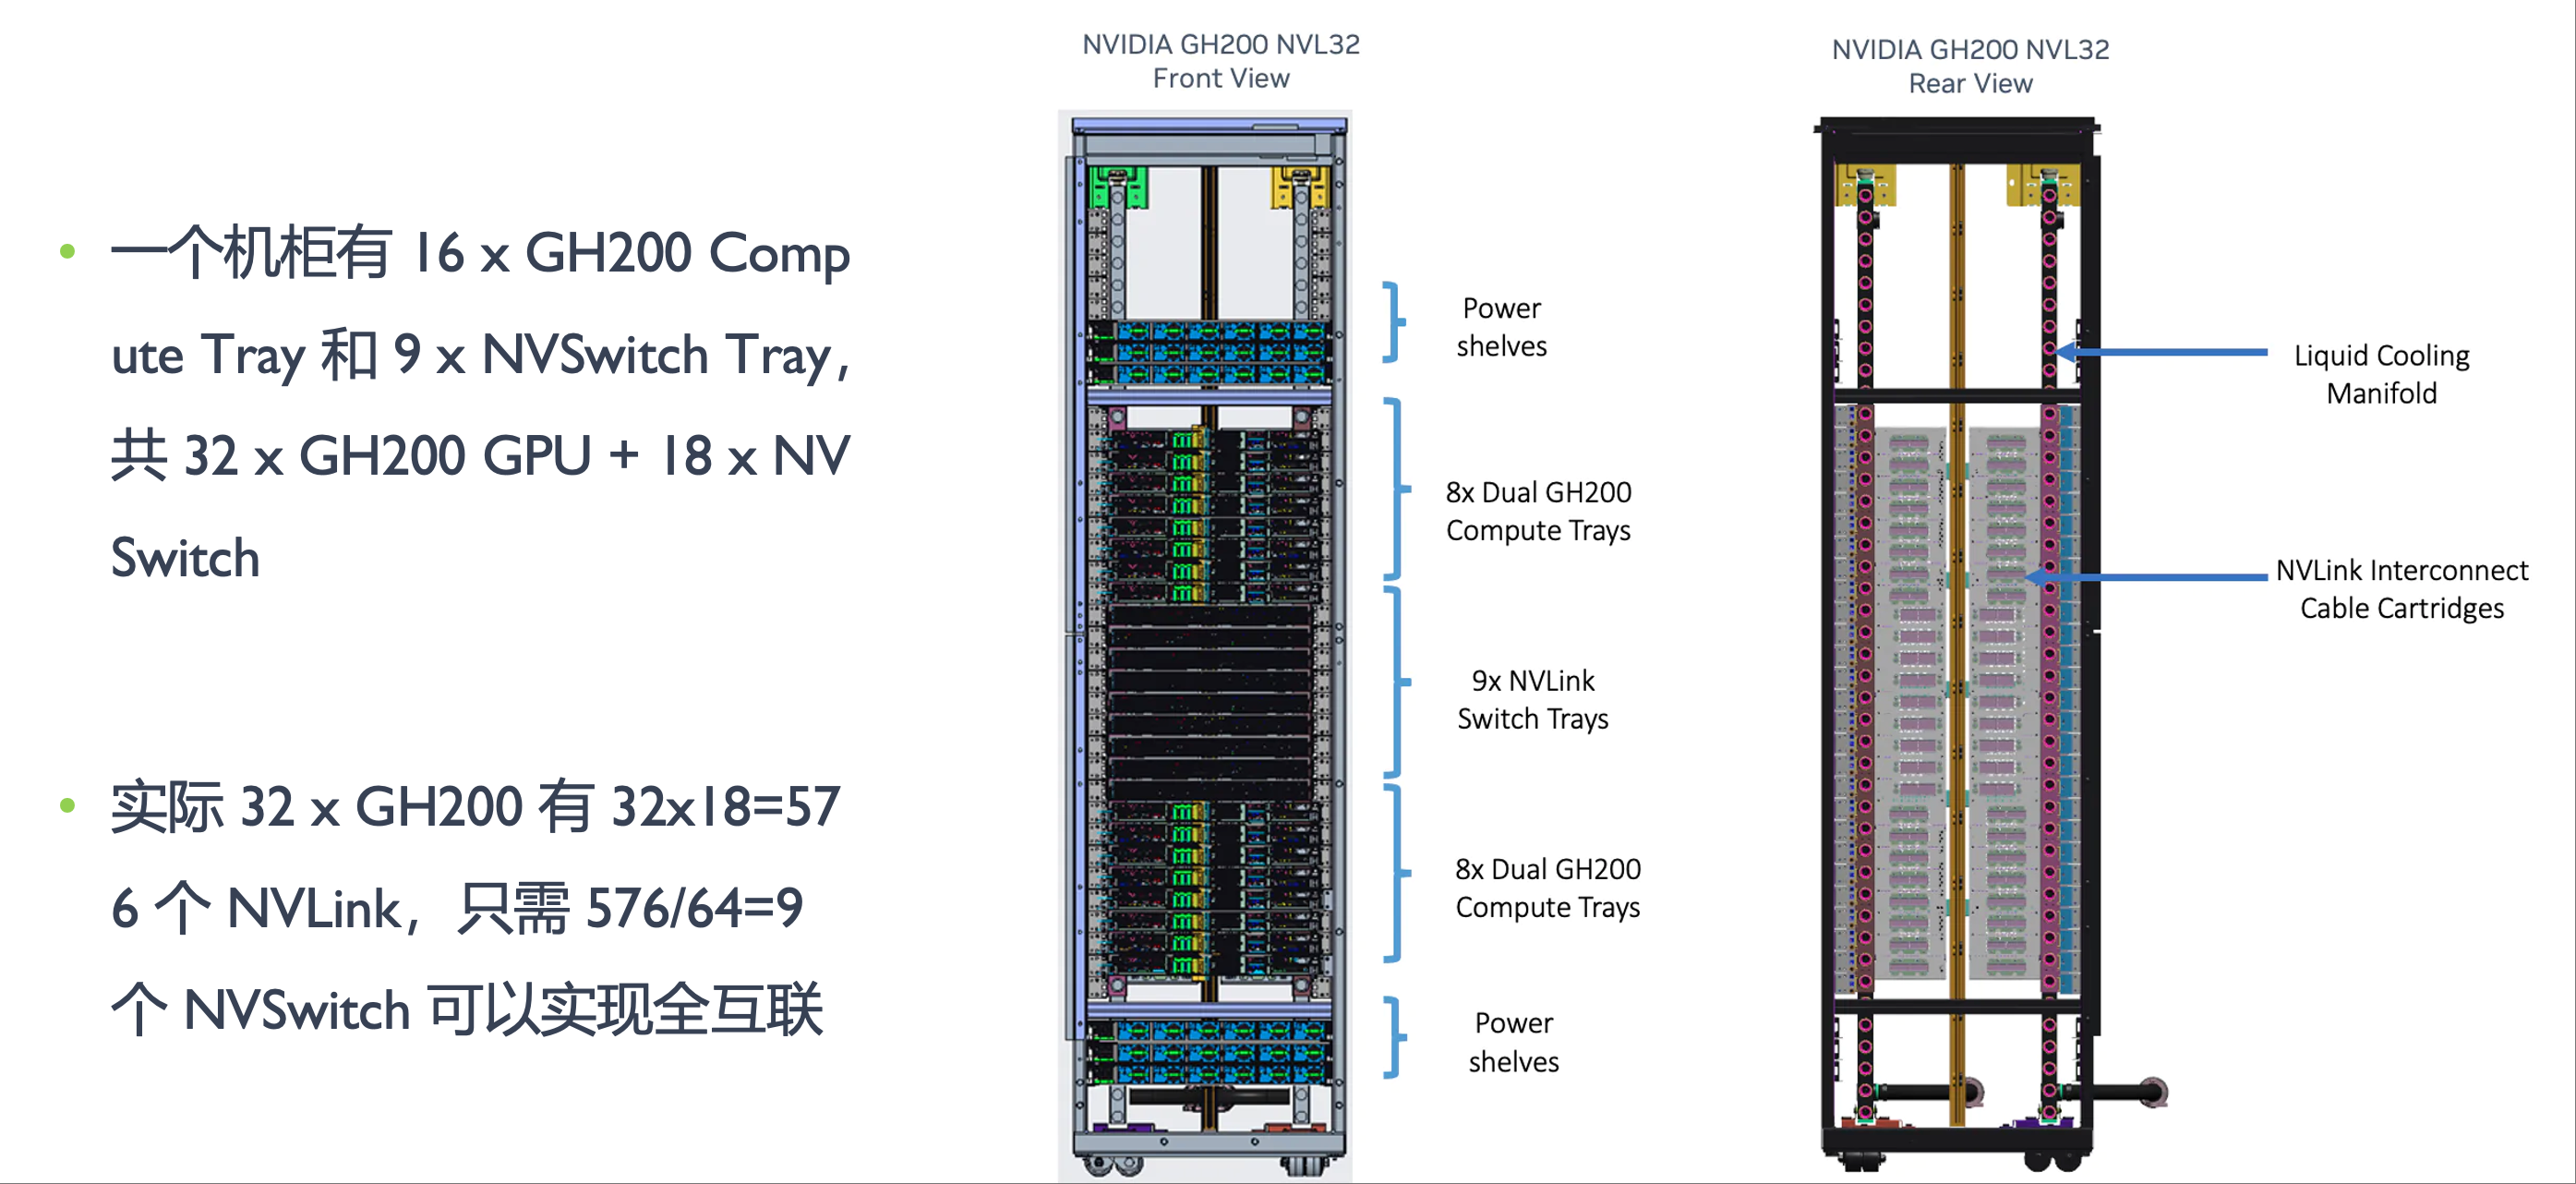 一个机柜有 16 x GH200 Comp
ute Tray 和 9 x NVSwitch Tray，
共 32 x GH200 GPU + 18 x NV
Switch
实际 32 x GH200 有 32x18=57
6 个 NVLink，只需 576/64=9
个 NVSwitch 可以实现全互联
NVIDIA GH200 NVL32
Front View
Power
shelves
8x Dual GH200
Compute Trays
9x NVLink
Switch Trays
8x Dual GH200
Compute Trays
Power
shelves
NVIDIA GH200 NVL32
Rear View
Liquid Cooling
Manifold
NVLink Interconnect
Cable Cartridges